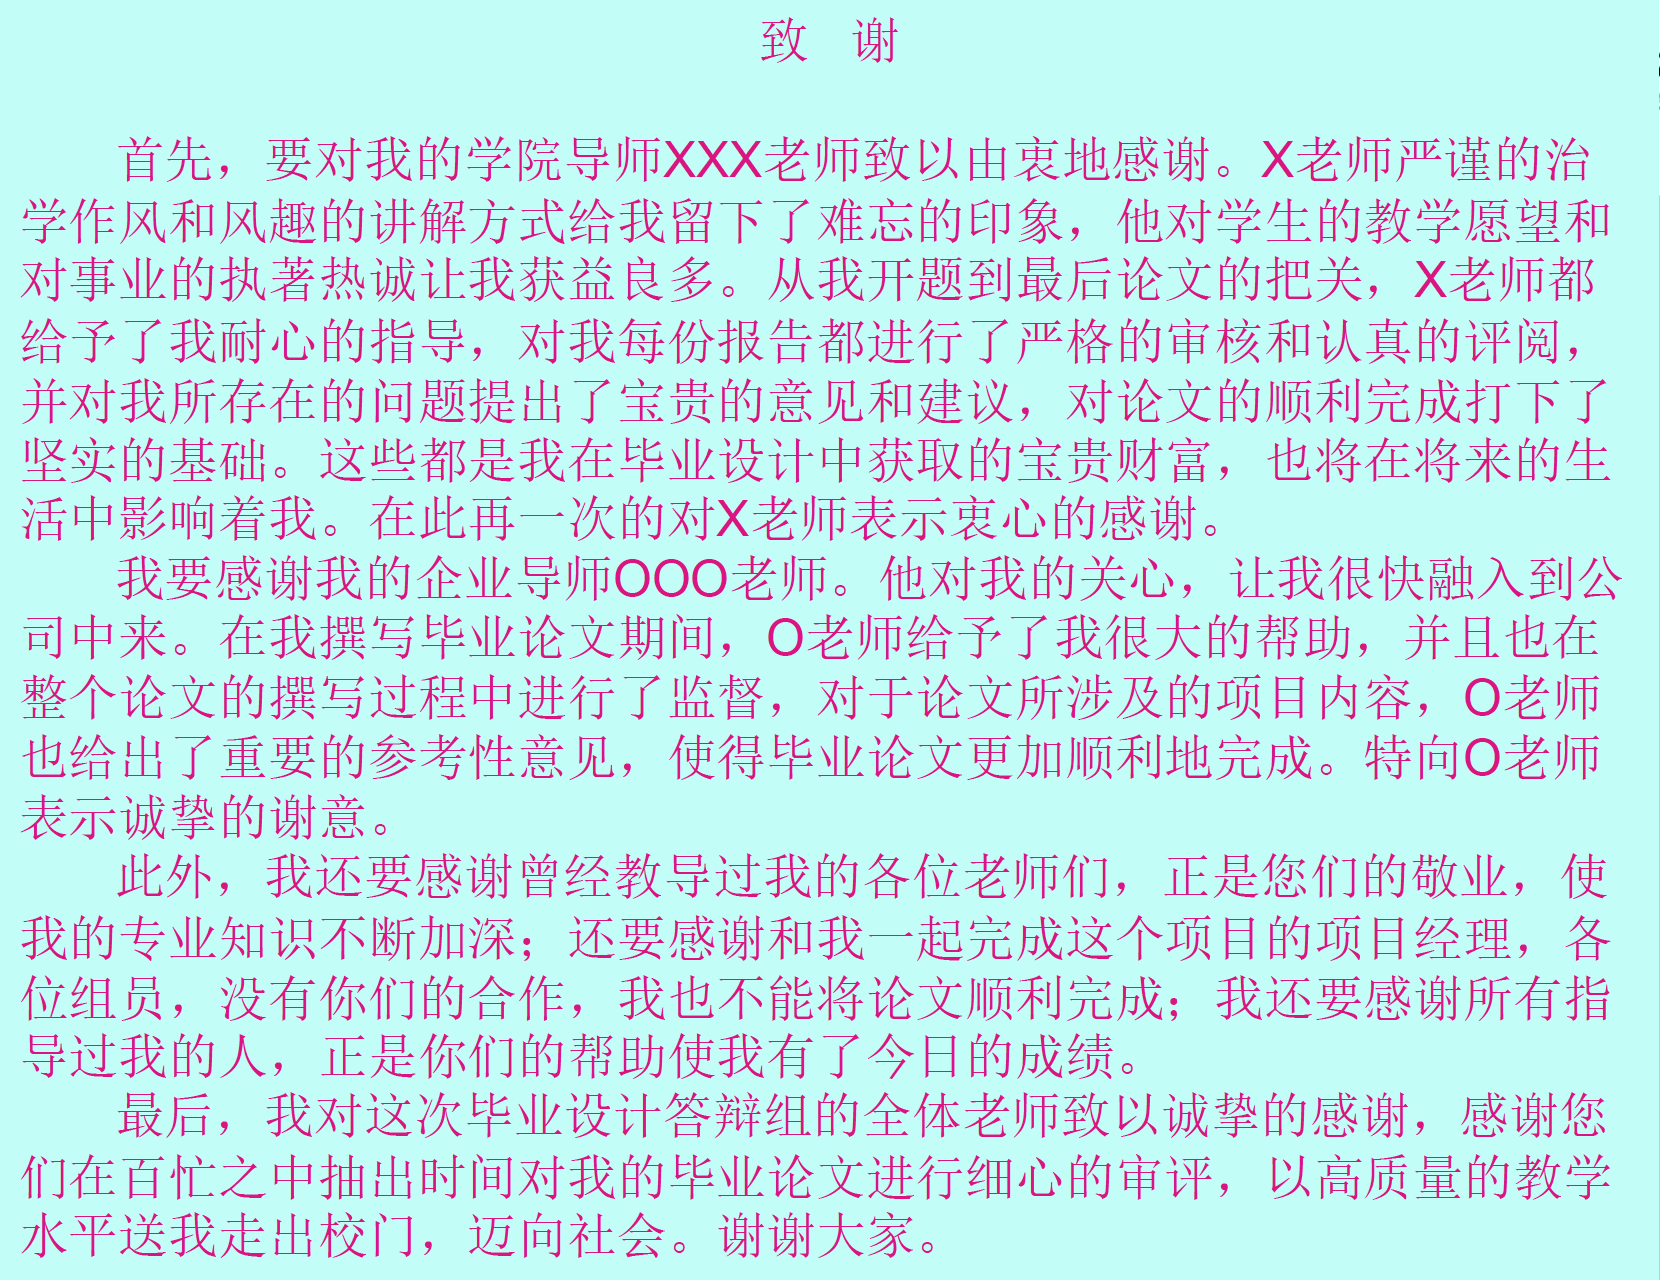 致 谢
首先，要对我的学院导师XXX老师致以由衷地感谢。X老师严谨的治
学作风和风趣的讲解方式给我留下了难忘的印象，他对学生的教学愿望和
对事业的执著热诚让我获益良多。从我开题到最后论文的把关，X老师都
给予了我耐心的指导，对我每份报告都进行了严格的审核和认真的评阅，
并对我所存在的问题提出了宝贵的意见和建议，对论文的顺利完成打下了
坚实的基础。这些都是我在毕业设计中获取的宝贵财富，也将在将来的生
活中影响着我。在此再一次的对X老师表示衷心的感谢。
我要感谢我的企业导师OOO老师。他对我的关心，让我很快融入到公
司中来。在我撰写毕业论文期间，O老师给予了我很大的帮助，并且也在
整个论文的撰写过程中进行了监督，对于论文所涉及的项目内容，O老师
也给出了重要的参考性意见，使得毕业论文更加顺利地完成。特向O老师
表示诚挚的谢意。
此外，我还要感谢曾经教导过我的各位老师们，正是您们的敬业，使
我的专业知识不断加深；还要感谢和我一起完成这个项目的项目经理，各
位组员，没有你们的合作，我也不能将论文顺利完成；我还要感谢所有指
导过我的人，正是你们的帮助使我有了今日的成绩。
最后，我对这次毕业设计答辩组的全体老师致以诚挚的感谢，感谢您
们在百忙之中抽出时间对我的毕业论文进行细心的审评，以高质量的教学
水平送我走出校门，迈向社会。谢谢大家。